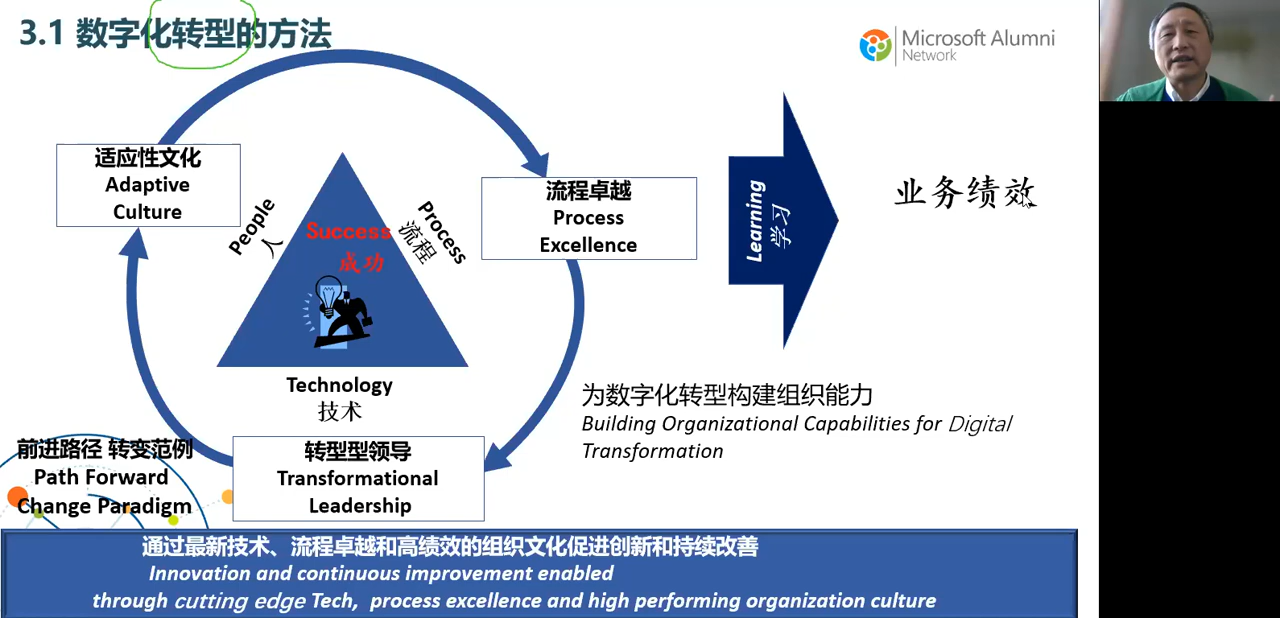 3.1 数字化转型的方法
Microsoft Alumni
Network
适应性文化
Adaptive
Culture
People
人
Success
成功
Process
流程
流程卓越
Process
Excellence
Learning
学习
业务绩效
Technology
技术
为数字化转型构建组织能力
Building Organizational Capabilities for Digital
Transformation
前进路径 转变范例
Path Forward
Change Paradigm
转型型领导
Transformational
Leadership
通过最新技术、流程卓越和高绩效的组织文化促进创新和持续改善
Innovation and continuous improvement enabled
through cutting edge Tech, process excellence and high performing organization culture